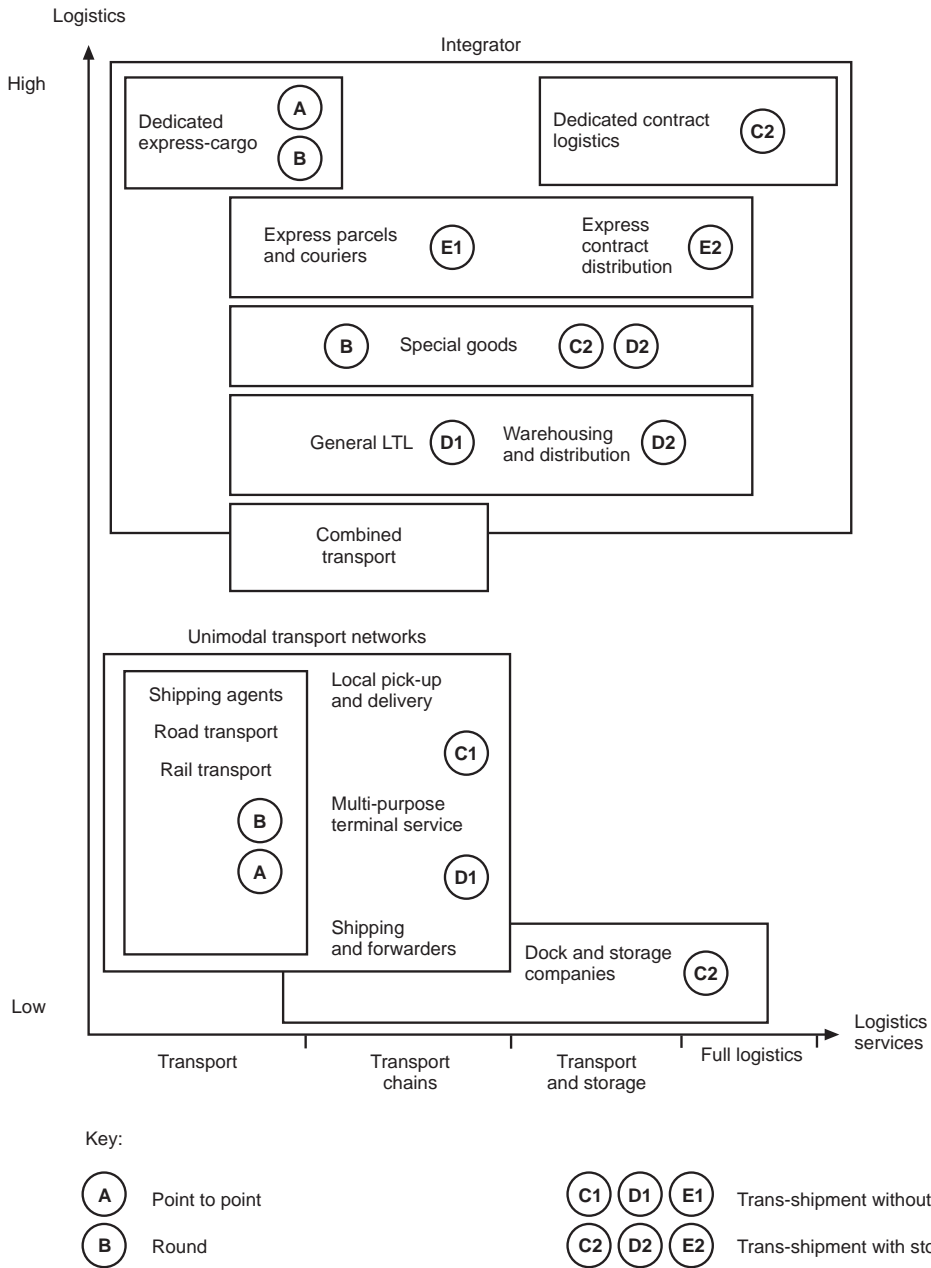 Logistics
Integrator
High
Dedicated
express-cargo
A
B
Dedicated contract
logistics
C2
Express parcels
and couriers
E1
Express
contract
distribution
E2
B
Special goods
C2
D2
General LTL
D1
Warehousing
and distribution
D2
Combined
transport
Unimodal transport networks
Shipping agents
Road transport
Rail transport
B
A
Local pick-up
and delivery
C1
Multi-purpose
terminal service
D1
Shipping
and forwarders
Dock and storage
companies
C2
Low
Logistics
services
Transport
Transport
chains
Transport
and storage
Full logistics
Key:
A Point to point
C1 D1 E1 Trans-shipment without
B Round
C2 D2 E2 Trans-shipment with